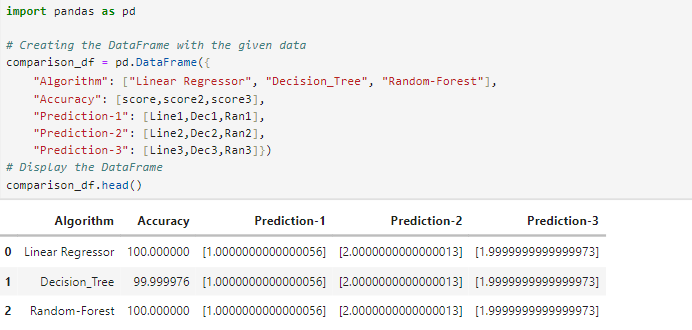 import pandas as pd
# Creating the DataFrame with the given data
comparison_df = pd.DataFrame({
"Algorithm": ["Linear Regressor", "Decision_Tree", "Random-Forest"],
"Accuracy": [score,score2,score3],
"Prediction-1": [Line1,Dec1,Ran1],
"Prediction-2": [Line2,Dec2,Ran2],
"Prediction-3": [Line3,Dec3,Ran3]})
# Display the DataFrame
comparison_df.head()
Algorithm Accuracy Prediction-1 Prediction-2 Prediction-3
0 Linear Regressor 100.000000 [1.0000000000000056] [2.0000000000000013] [1.9999999999999973]
1 Decision_Tree 99.999976 [1.0000000000000056] [2.0000000000000013] [1.9999999999999973]
2 Random-Forest 100.000000 [1.0000000000000056] [2.0000000000000013] [1.9999999999999973]